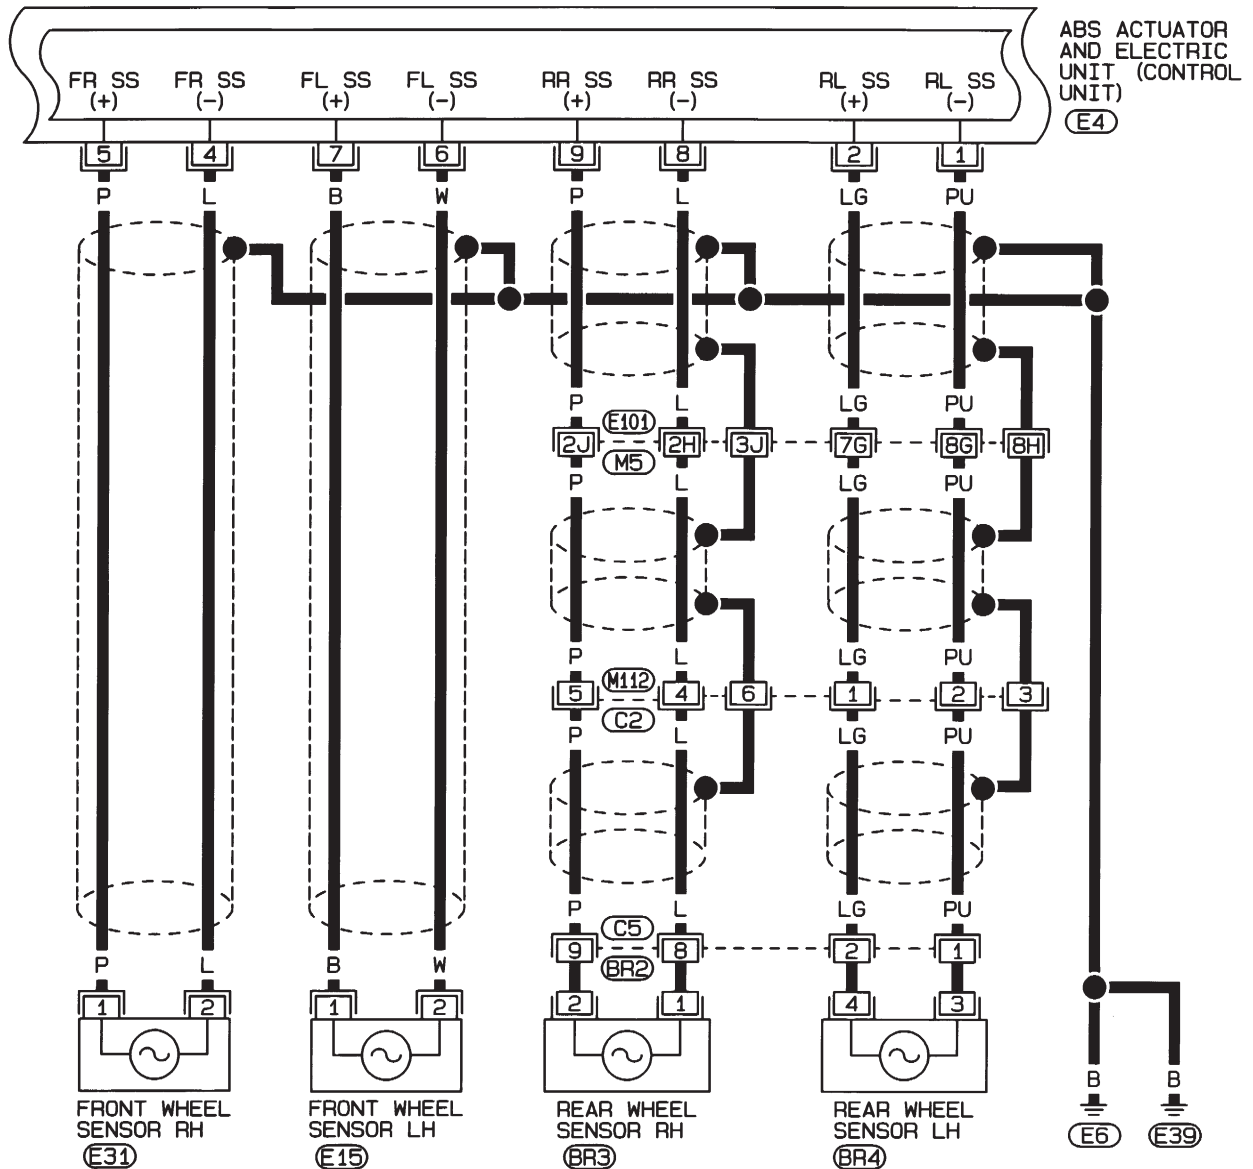 ABS ACTUATOR
AND ELECTRIC
UNIT (CONTROL
UNIT)
E4
FR SS FR SS FL SS FL SS RR SS RR SS RL SS RL SS
(+) (-) (+) (-) (+) (-) (+) (-)
5 4 7 6 9 8 2 1
P L B W P L LG PU
P L LG PU
E101
2J 2H 3J 7G 8G 8H
M5
P L LG PU
P L LG PU
M112
5 4 6 1 2 3
C2
P L LG PU
P L LG PU
C5
9 8 2 1
BR2
P L B W
1 2 1 2 2 1 4 3
B B
FRONT WHEEL
SENSOR RH
E31
FRONT WHEEL
SENSOR LH
E15
REAR WHEEL
SENSOR RH
BR3
REAR WHEEL
SENSOR LH
BR4
E6 E39